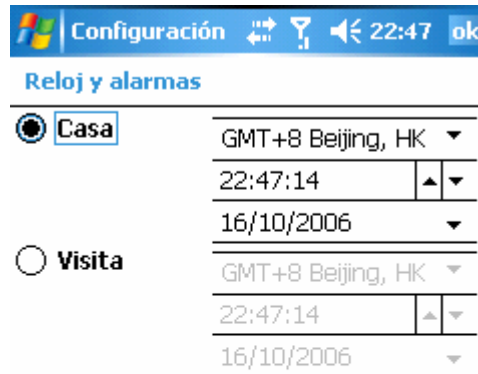 Configuración 22:47 ok
Reloj y alarmas
Casa
GMT+8 Beijing, HK
22:47:14
16/10/2006
Visita
GMT+8 Beijing, HK
22:47:14
16/10/2006